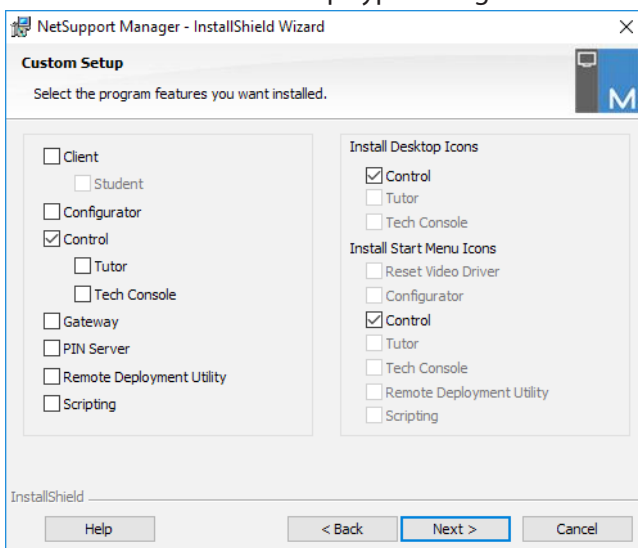 NetSupport Manager - InstallShield Wizard
Custom Setup
Select the program features you want installed.
M
Client
Student
Configurator
Control
Tutor
Tech Console
Gateway
PIN Server
Remote Deployment Utility
Scripting
Install Desktop Icons
Control
Tutor
Tech Console
Install Start Menu Icons
Reset Video Driver
Configurator
Control
Tutor
Tech Console
Remote Deployment Utility
Scripting
InstallShield
Help
< Back
Next >
Cancel